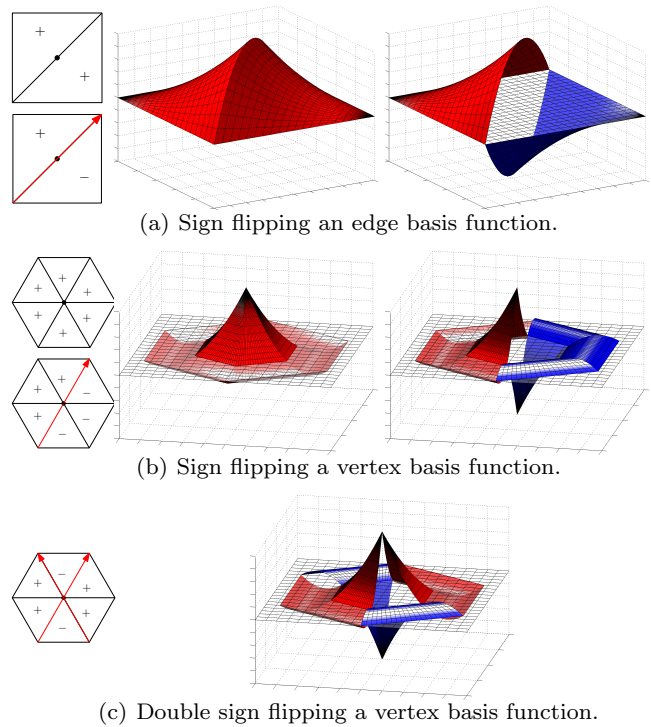 +
+
+
−
(a) Sign flipping an edge basis function.
+ + +
+ + +
+ + −
+ − −
(b) Sign flipping a vertex basis function.
+ − +
+ − +
(c) Double sign flipping a vertex basis function.